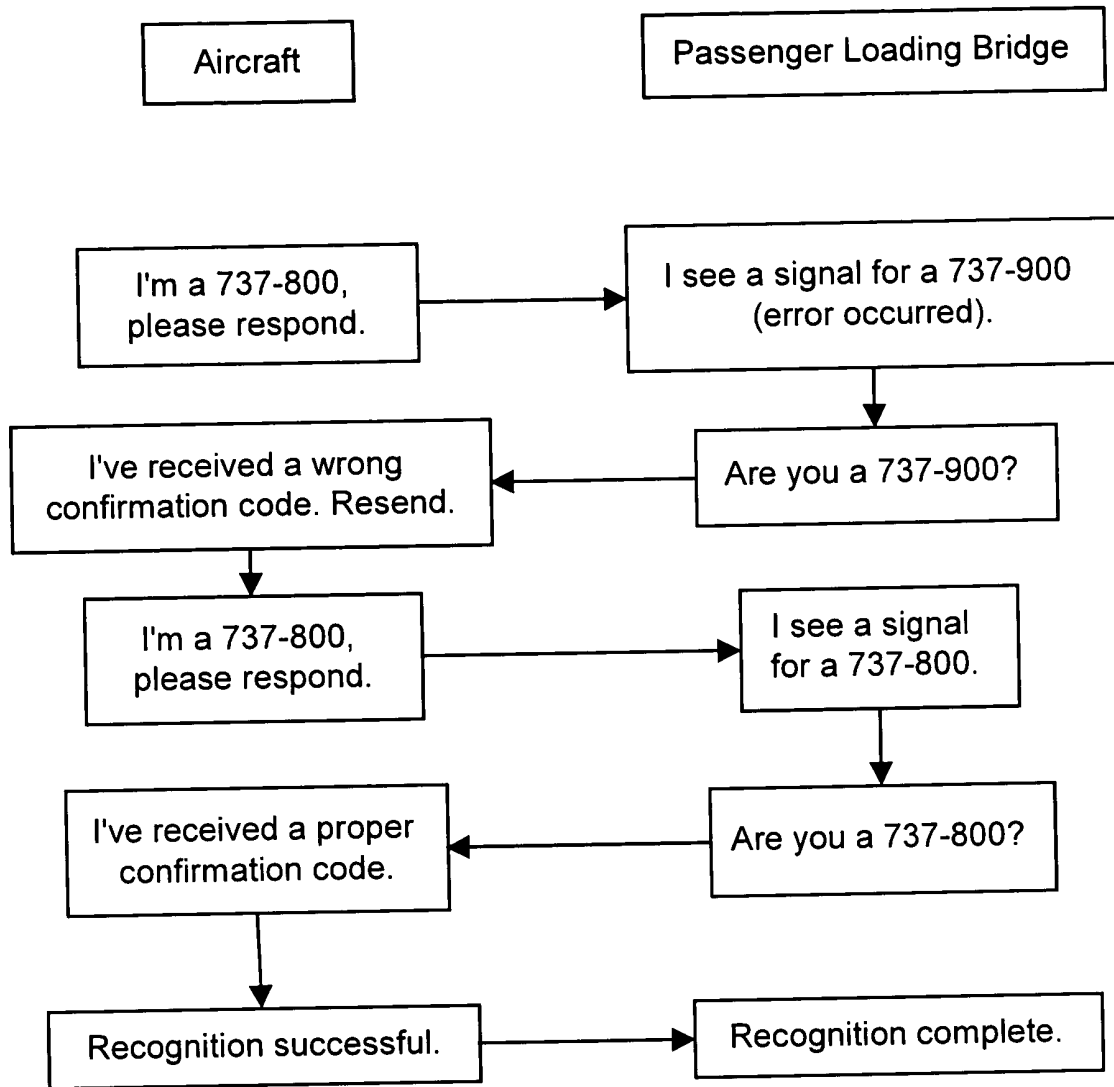 Aircraft
Passenger Loading Bridge
I'm a 737-800,
please respond.
I see a signal for a 737-900
(error occurred).
Are you a 737-900?
I've received a wrong
confirmation code. Resend.
I'm a 737-800,
please respond.
I see a signal
for a 737-800.
Are you a 737-800?
I've received a proper
confirmation code.
Recognition successful.
Recognition complete.